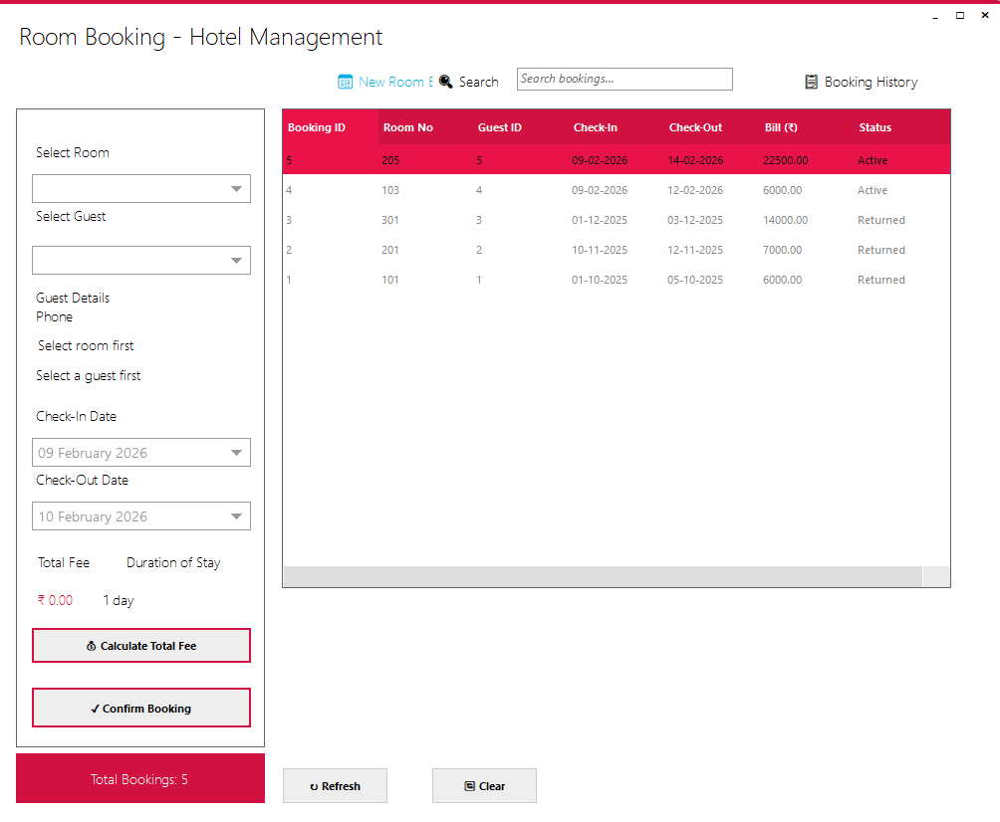 Room Booking - Hotel Management
New Room B Search Search bookings... Booking History
Select Room
Select Guest
Guest Details
Phone
Select room first
Select a guest first
Check-In Date
09 February 2026
Check-Out Date
10 February 2026
Total Fee Duration of Stay
₹ 0.00 1 day
Calculate Total Fee
✓ Confirm Booking
Total Bookings: 5
Booking ID Room No Guest ID Check-In Check-Out Bill (₹) Status
5 205 5 09-02-2026 14-02-2026 22500.00 Active
4 103 4 09-02-2026 12-02-2026 6000.00 Active
3 301 3 01-12-2025 03-12-2025 14000.00 Returned
2 201 2 10-11-2025 12-11-2025 7000.00 Returned
1 101 1 01-10-2025 05-10-2025 6000.00 Returned
↻ Refresh Clear